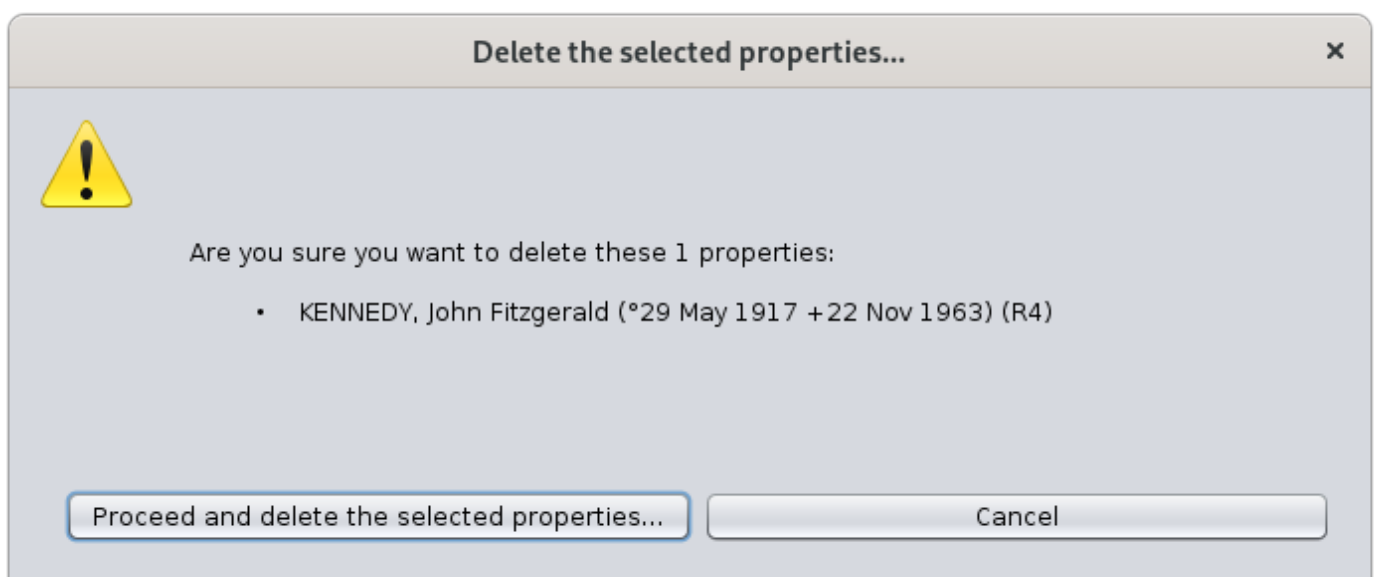 Delete the selected properties...
Are you sure you want to delete these 1 properties:
• KENNEDY, John Fitzgerald (°29 May 1917 +22 Nov 1963) (R4)
Proceed and delete the selected properties...
Cancel